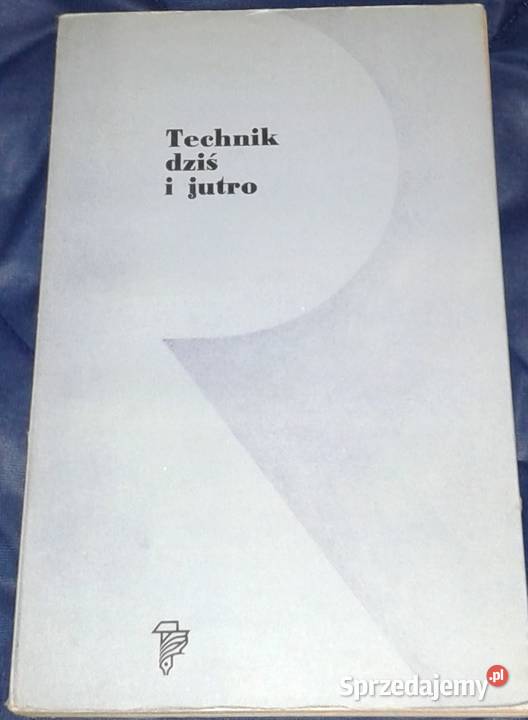 Technik
dziś
i jutro
Sprzedajemy.pl